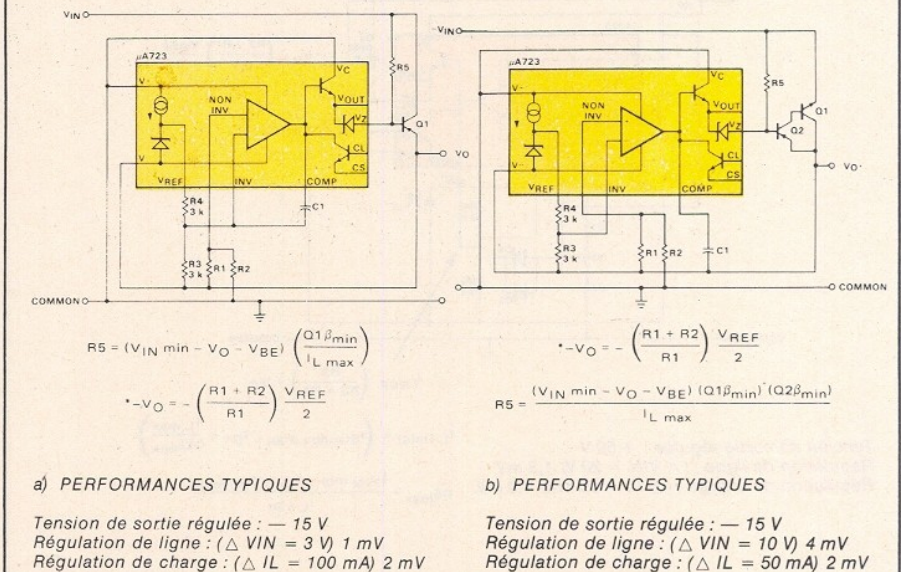 VIN
μA723
V-
NON
INV
VC
VOUT
VZ
CL
CS
R5
Q1
VO
V
VREF
INV
COMP
R4
3 k
C1
R3
3 k
R1
R2
COMMON
R5 = (VIN min - VO - VBE) (Q1βmin / IL max)
*-VO = - (R1 + R2 / R1) VREF / 2
a) PERFORMANCES TYPIQUES
Tension de sortie régulée : — 15 V
Régulation de ligne : (△ VIN = 3 V) 1 mV
Régulation de charge : (△ IL = 100 mA) 2 mV
VIN
μA723
V-
NON
INV
VC
VOUT
VZ
CL
CS
R5
Q1
Q2
VO-
V-
VREF
INV
COMP
R4
3 k
R3
3 k
R1
R2
C1
COMMON
*-VO = - (R1 + R2 / R1) VREF / 2
R5 = (VIN min - VO - VBE) (Q1βmin) (Q2βmin) / IL max
b) PERFORMANCES TYPIQUES
Tension de sortie régulée : — 15 V
Régulation de ligne : (△ VIN = 10 V) 4 mV
Régulation de charge : (△ IL = 50 mA) 2 mV